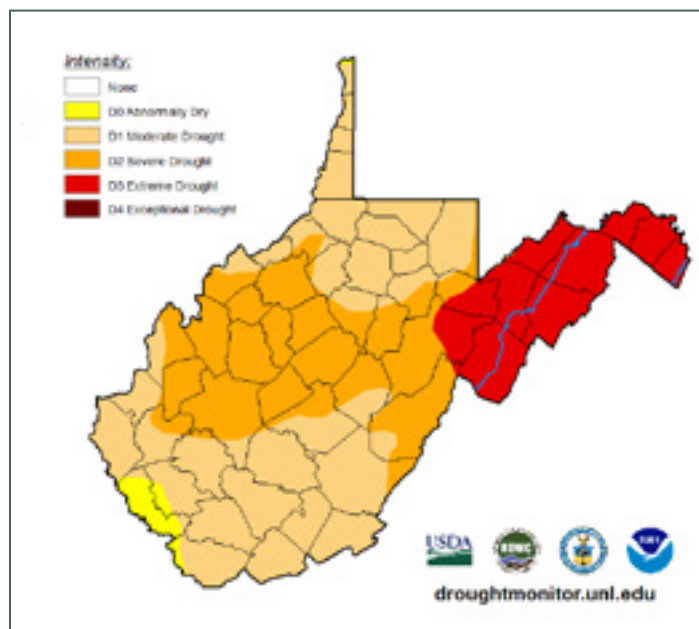 Intensity:
None
D0 Abnormally Dry
D1 Moderate Drought
D2 Severe Drought
D3 Extreme Drought
D4 Exceptional Drought
USDA
NDMC
droughtmonitor.unl.edu